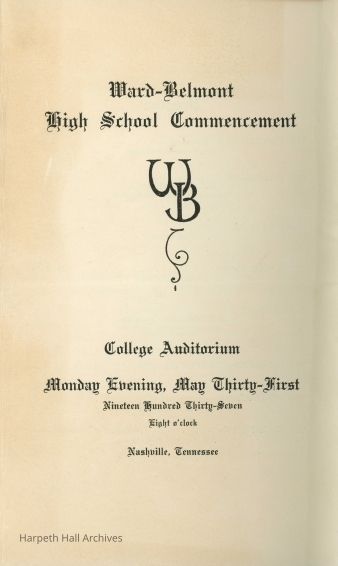 Ward-Belmont
High School Commencement
WB
College Auditorium
Monday Evening, May Thirty-First
Nineteen Hundred Thirty-Seven
Eight o'clock
Nashville, Tennessee
Harpeth Hall Archives